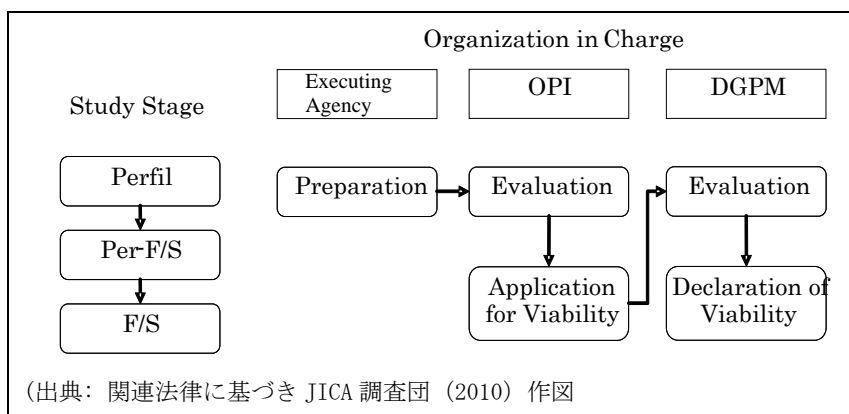 Organization in Charge
Study Stage
Executing
Agency
OPI
DGPM
Perfil
Preparation
Evaluation
Evaluation
Per-F/S
Application
for Viability
Declaration of
Viability
F/S
(出典: 関連法律に基づき JICA 調査団 (2010) 作図